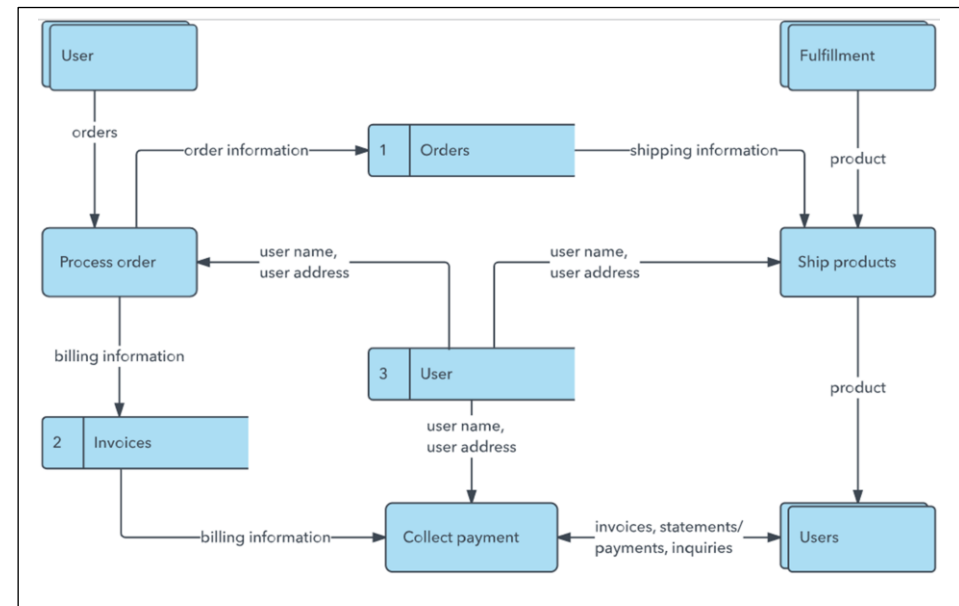 User
Fulfillment
orders
order information
1 Orders
shipping information
product
Process order
user name,
user address
user name,
user address
Ship products
billing information
3 User
product
2 Invoices
user name,
user address
billing information
Collect payment
invoices, statements/
payments, inquiries
Users